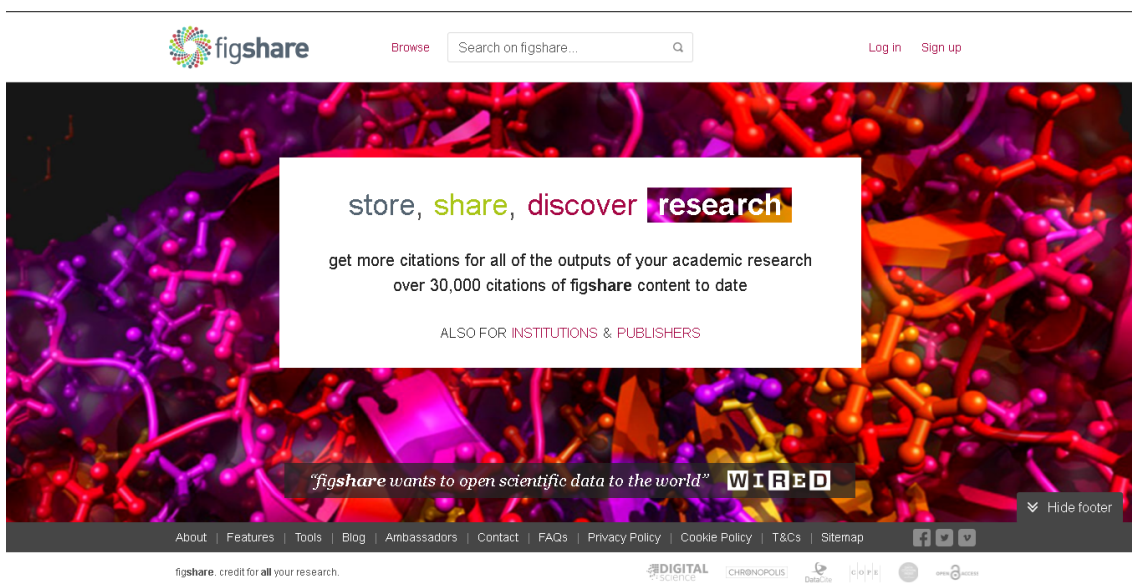 figshare
Browse
Search on figshare...
Log in
Sign up
store, share, discover research
get more citations for all of the outputs of your academic research
over 30,000 citations of figshare content to date
ALSO FOR INSTITUTIONS & PUBLISHERS
“figshare wants to open scientific data to the world” WIRED
Hide footer
About | Features | Tools | Blog | Ambassadors | Contact | FAQs | Privacy Policy | Cookie Policy | T&Cs | Sitemap
figshare. credit for all your research.
DIGITAL
science
CHRONOPOLIS
DataCite
C O P E
OPEN ACCESS